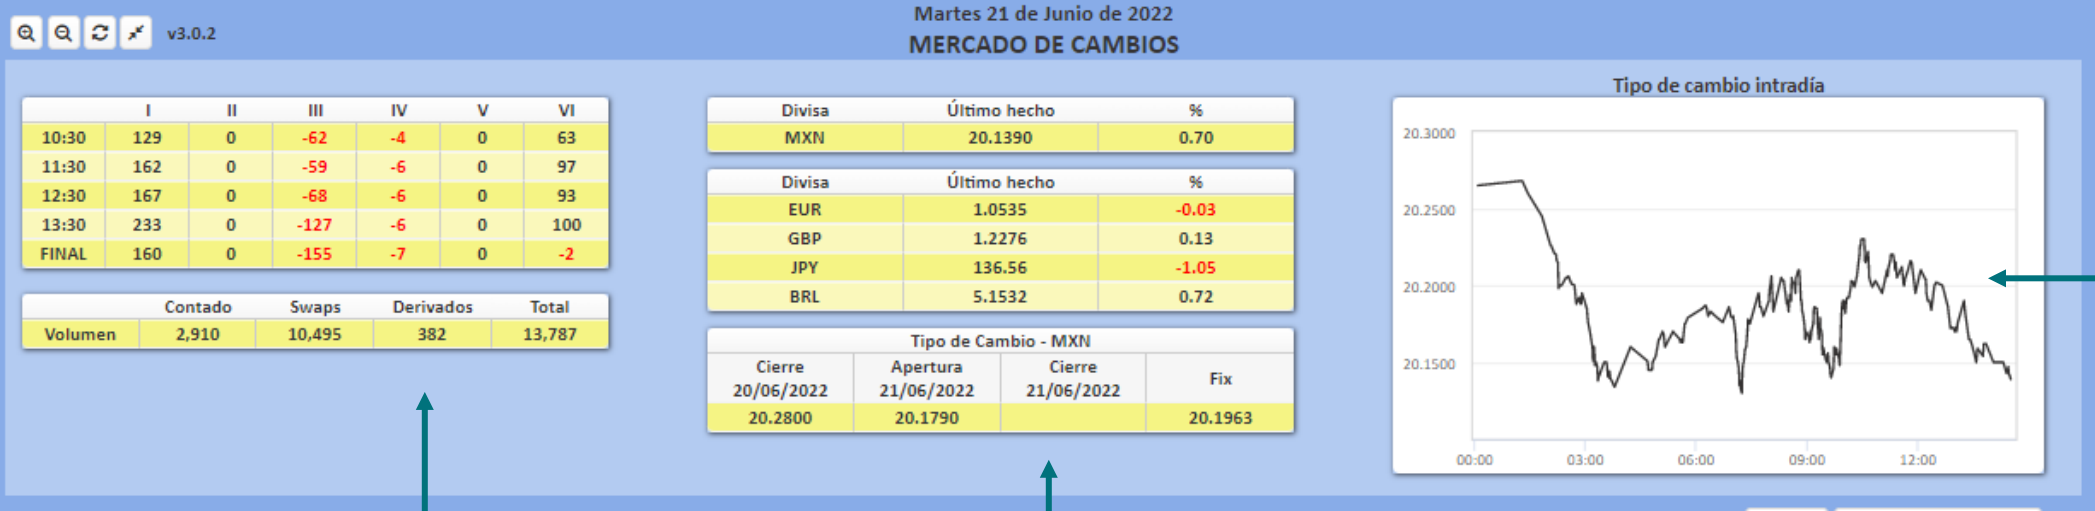 Martes 21 de Junio de 2022
v3.0.2
MERCADO DE CAMBIOS
I II III IV V VI
10:30 129 0 -62 -4 0 63
11:30 162 0 -59 -6 0 97
12:30 167 0 -68 -6 0 93
13:30 233 0 -127 -6 0 100
FINAL 160 0 -155 -7 0 -2
Contado Swaps Derivados Total
Volumen 2,910 10,495 382 13,787
Divisa Último hecho %
MXN 20.1390 0.70
Divisa Último hecho %
EUR 1.0535 -0.03
GBP 1.2276 0.13
JPY 136.56 -1.05
BRL 5.1532 0.72
Tipo de Cambio - MXN
Cierre Apertura Cierre Fix
20/06/2022 21/06/2022 21/06/2022
20.2800 20.1790 20.1963
Tipo de cambio intradía
20.3000
20.2500
20.2000
20.1500
00:00 03:00 06:00 09:00 12:00